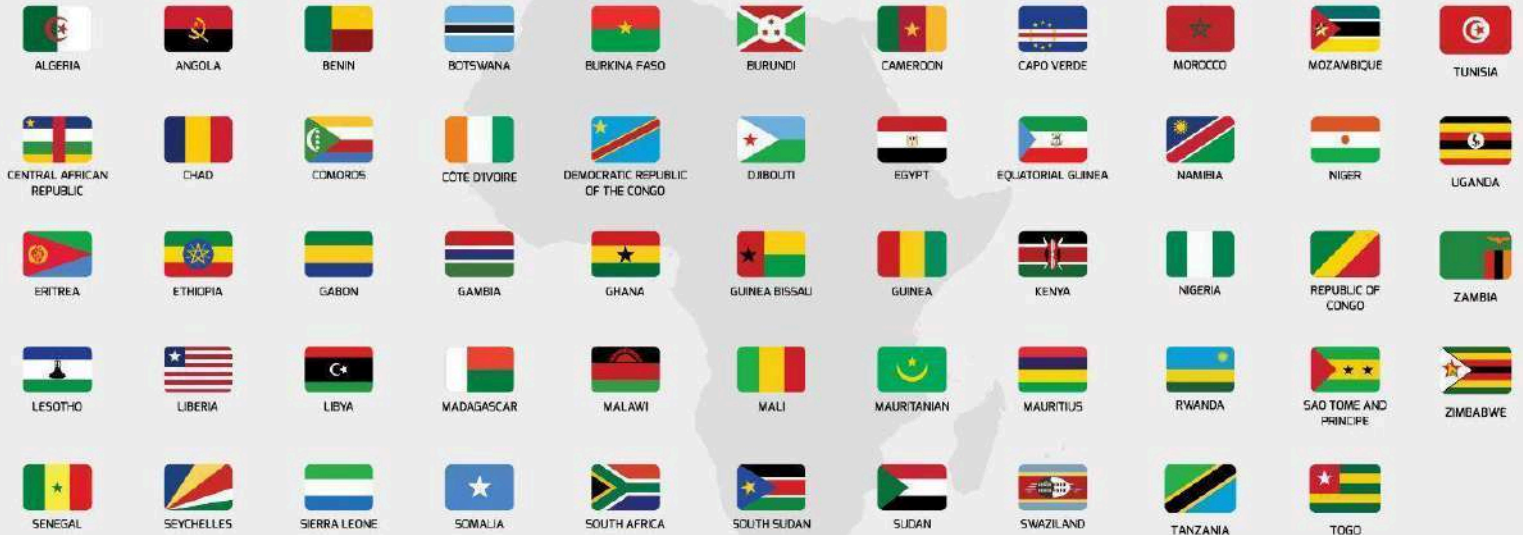 ALGERIA
ANGOLA
BENIN
BOTSWANA
BURKINA FASO
BURUNDI
CAMEROON
CAPO VERDE
MOROCCO
MOZAMBIQUE
TUNISIA
CENTRAL AFRICAN
REPUBLIC
CHAD
COMOROS
CÔTE D'IVOIRE
DEMOCRATIC REPUBLIC
OF THE CONGO
DJIBOUTI
EGYPT
EQUATORIAL GUINEA
NAMIBIA
NIGER
UGANDA
ERITREA
ETHIOPIA
GABON
GAMBIA
GHANA
GUINEA BISSAU
GUINEA
KENYA
NIGERIA
REPUBLIC OF
CONGO
ZAMBIA
LESOTHO
LIBERIA
LIBYA
MADAGASCAR
MALAWI
MALI
MAURITANIAN
MAURITIUS
RWANDA
SAO TOME AND
PRINCIPE
ZIMBABWE
SENEGAL
SEYCHELLES
SIERRA LEONE
SOMALIA
SOUTH AFRICA
SOUTH SUDAN
SUDAN
SWAZILAND
TANZANIA
TOGO